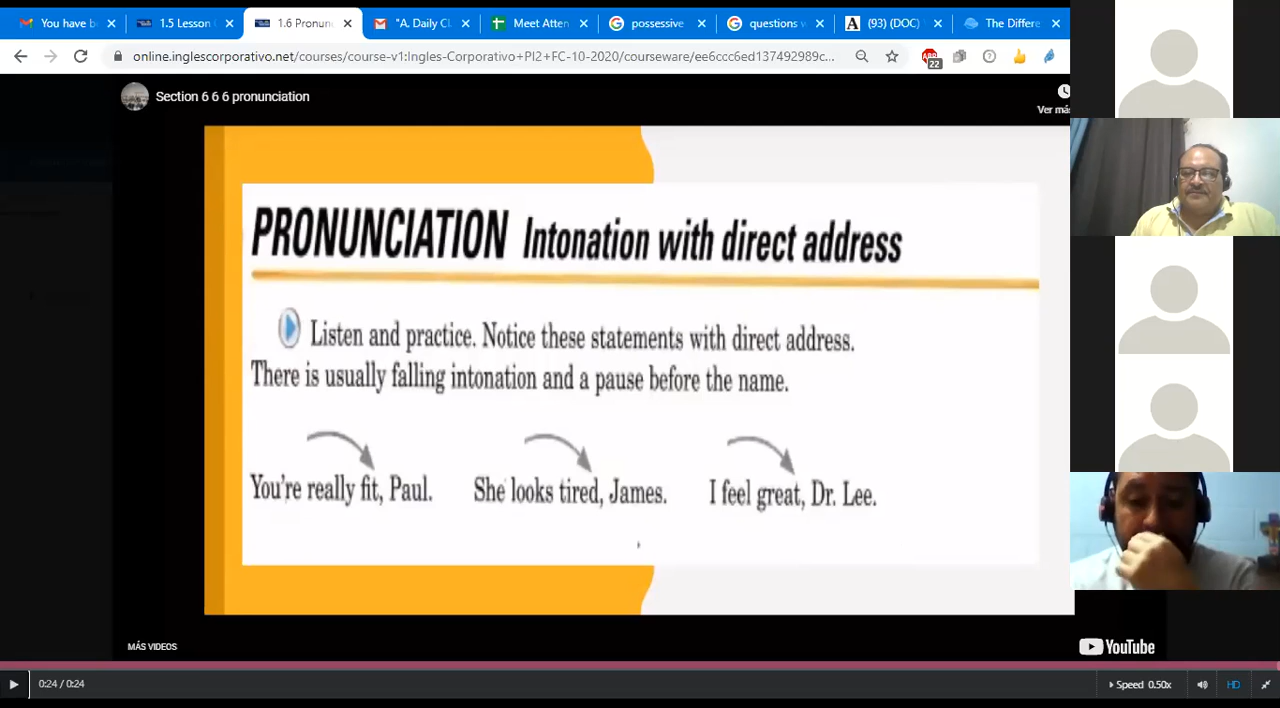 You have b
1.5 Lesson
1.6 Pronun
"A. Daily Cl
Meet Atten
possessive
questions w
(93) (DOC)
The Differe
online.inglescorporativo.net/courses/course-v1:Ingles-Corporativo+PI2+FC-10-2020/courseware/ee6ccc6ed137492989c...
22
Section 6 6 6 pronunciation
Ver más
PRONUNCIATION Intonation with direct address
Listen and practice. Notice these statements with direct address.
There is usually falling intonation and a pause before the name.
You're really fit, Paul. She looks tired, James. I feel great, Dr. Lee.
MÁS VIDEOS
YouTube
0:24 / 0:24
Speed 0.50x
HD